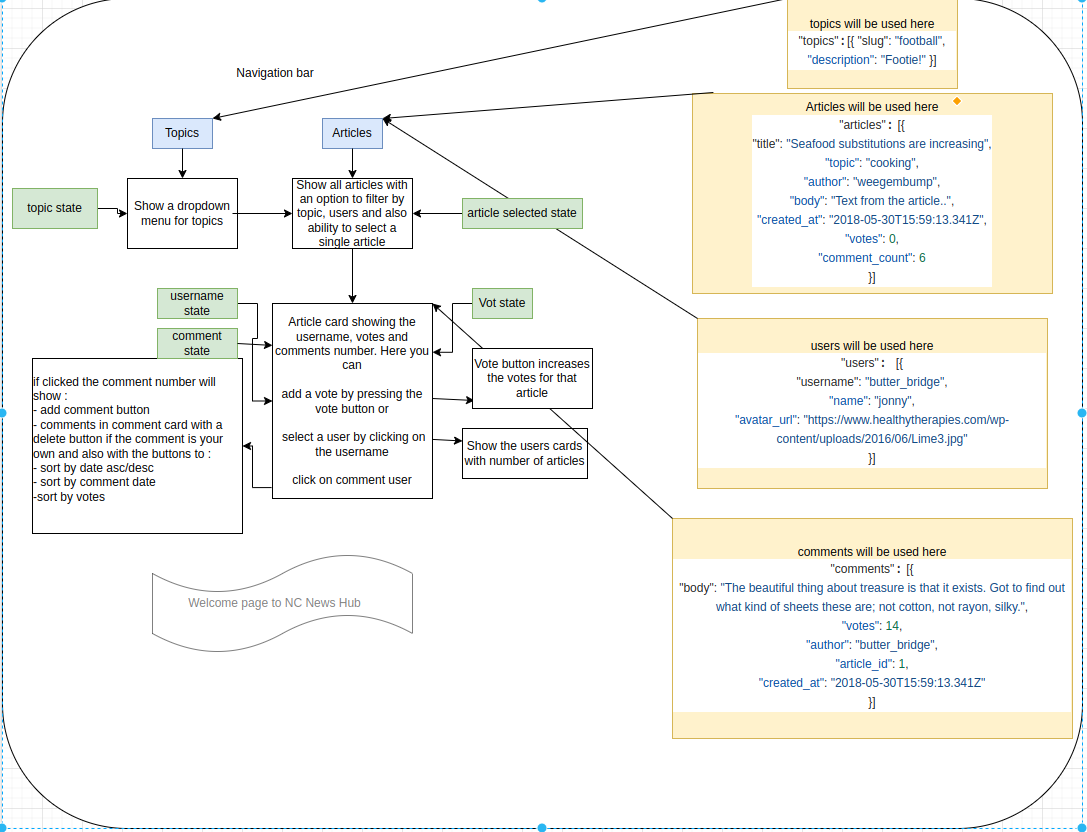 topics will be used here
"topics": [{ "slug": "football",
"description": "Footie!" }]
Navigation bar
Topics
Articles
Articles will be used here
"articles": [{
"title": "Seafood substitutions are increasing",
"topic": "cooking",
"author": "weegembump",
"body": "Text from the article..",
"created_at": "2018-05-30T15:59:13.341Z",
"votes": 0,
"comment_count": 6
}]
topic state
Show a dropdown
menu for topics
Show all articles with
an option to filter by
topic, users and also
ability to select a
single article
article selected state
username
state
comment
state
Vot state
Article card showing the
username, votes and
comments number. Here you
can
add a vote by pressing the
vote button or
select a user by clicking on
the username
click on comment user
Vote button increases
the votes for that
article
Show the users cards
with number of articles
if clicked the comment number will
show :
- add comment button
- comments in comment card with a
delete button if the comment is your
own and also with the buttons to :
- sort by date asc/desc
- sort by comment date
-sort by votes
users will be used here
"users": [{
"username": "butter_bridge",
"name": "jonny",
"avatar_url": "https://www.healthytherapies.com/wp-
content/uploads/2016/06/Lime3.jpg"
}]
comments will be used here
"comments": [{
"body": "The beautiful thing about treasure is that it exists. Got to find out
what kind of sheets these are; not cotton, not rayon, silky.",
"votes": 14,
"author": "butter_bridge",
"article_id": 1,
"created_at": "2018-05-30T15:59:13.341Z"
}]
Welcome page to NC News Hub